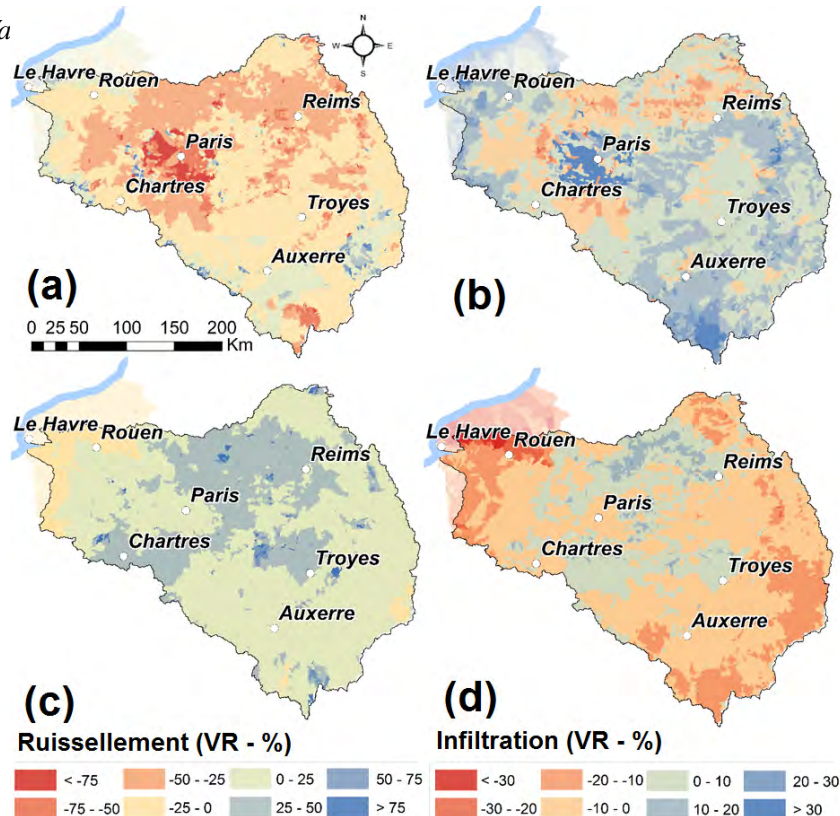 N
W E
S
Le Havre
Rouen
Reims
Paris
Chartres
Troyes
Auxerre
(a)
0 25 50 100 150 200
Km
Le Havre
Rouen
Reims
Paris
Chartres
Troyes
Auxerre
(b)
Le Havre
Rouen
Reims
Paris
Chartres
Troyes
Auxerre
(c)
Le Havre
Rouen
Reims
Paris
Chartres
Troyes
Auxerre
(d)
Ruissellement (VR - %)
< -75 -50 - -25 0 - 25 50 - 75
-75 - -50 -25 - 0 25 - 50 > 75
Infiltration (VR - %)
< -30 -20 - -10 0 - 10 20 - 30
-30 - -20 -10 - 0 10 - 20 > 30